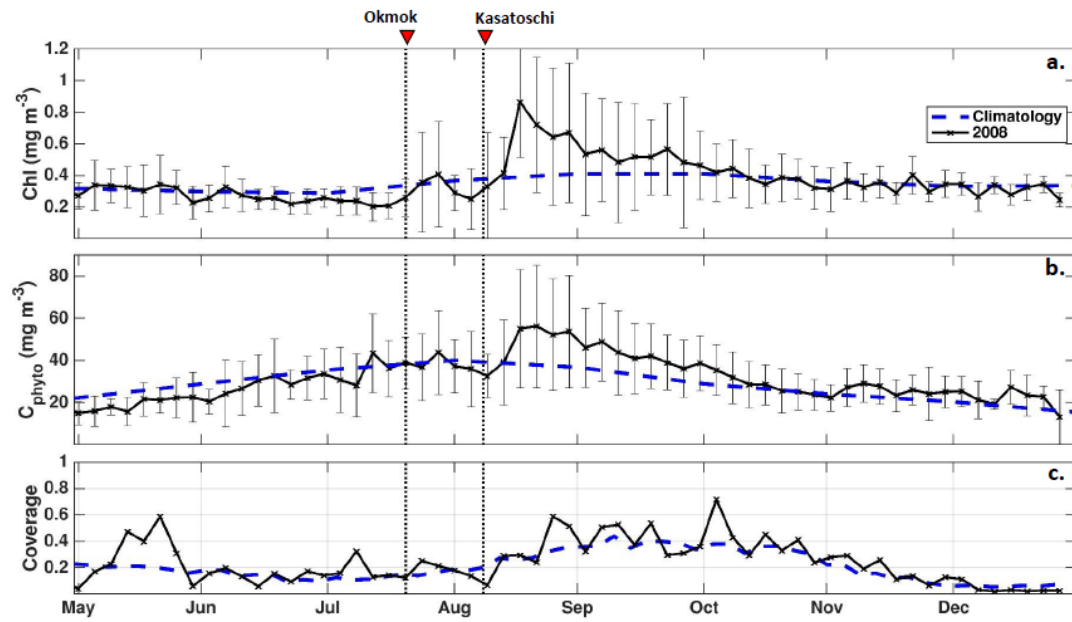 Okmok Kasatoschi
1.2
1
0.8
0.6
0.4
0.2
Chl (mg m-3)
a.
Climatology
2008
80
60
40
20
Cphyto (mg m-3)
b.
1
0.8
0.6
0.4
0.2
Coverage
c.
May Jun Jul Aug Sep Oct Nov Dec